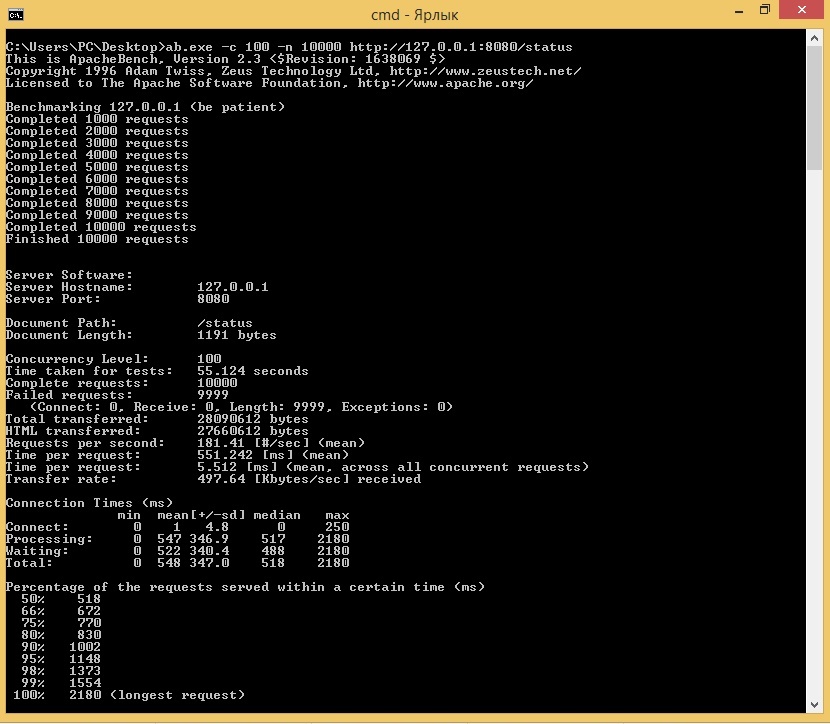 cmd - Ярлык
C:\Users\PC\Desktop>ab.exe -c 100 -n 10000 http://127.0.0.1:8080/status
This is ApacheBench, Version 2.3 <$Revision: 1638069 $>
Copyright 1996 Adam Twiss, Zeus Technology Ltd, http://www.zeustech.net/
Licensed to The Apache Software Foundation, http://www.apache.org/
Benchmarking 127.0.0.1 (be patient)
Completed 1000 requests
Completed 2000 requests
Completed 3000 requests
Completed 4000 requests
Completed 5000 requests
Completed 6000 requests
Completed 7000 requests
Completed 8000 requests
Completed 9000 requests
Completed 10000 requests
Finished 10000 requests
Server Software:
Server Hostname: 127.0.0.1
Server Port: 8080
Document Path: /status
Document Length: 1191 bytes
Concurrency Level: 100
Time taken for tests: 55.124 seconds
Complete requests: 10000
Failed requests: 9999
(Connect: 0, Receive: 0, Length: 9999, Exceptions: 0)
Total transferred: 28090612 bytes
HTML transferred: 27660612 bytes
Requests per second: 181.41 [#/sec] (mean)
Time per request: 551.242 [ms] (mean)
Time per request: 5.512 [ms] (mean, across all concurrent requests)
Transfer rate: 497.64 [Kbytes/sec] received
Connection Times (ms)
min mean[+/-sd] median max
Connect: 0 1 4.8 0 250
Processing: 0 547 346.9 517 2180
Waiting: 0 522 340.4 488 2180
Total: 0 548 347.0 518 2180
Percentage of the requests served within a certain time (ms)
50% 518
66% 672
75% 770
80% 830
90% 1002
95% 1148
98% 1373
99% 1554
100% 2180 (longest request)